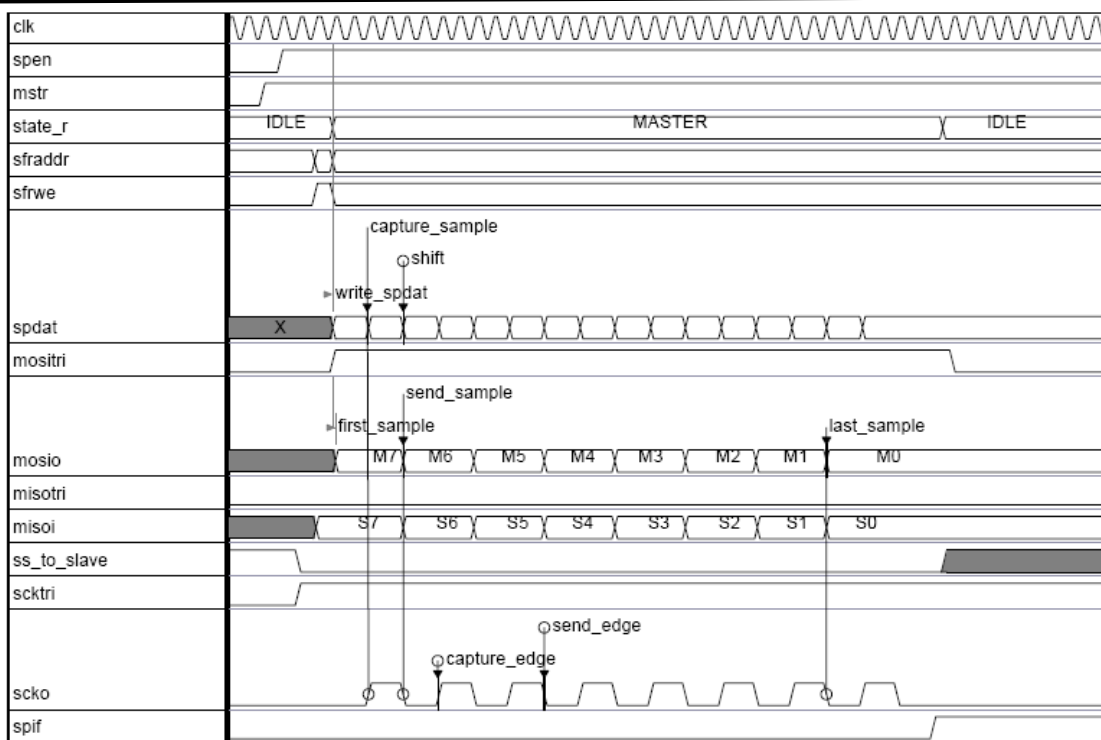 clk
spen
mstr
state_r IDLE MASTER IDLE
sfraddr
sfrwe
capture_sample
shift
write_spdat
spdat X
mositri
send_sample
first_sample last_sample
mosio M7 M6 M5 M4 M3 M2 M1 M0
misotri
misoi S7 S6 S5 S4 S3 S2 S1 S0
ss_to_slave
scktri
send_edge
capture_edge
scko
spif